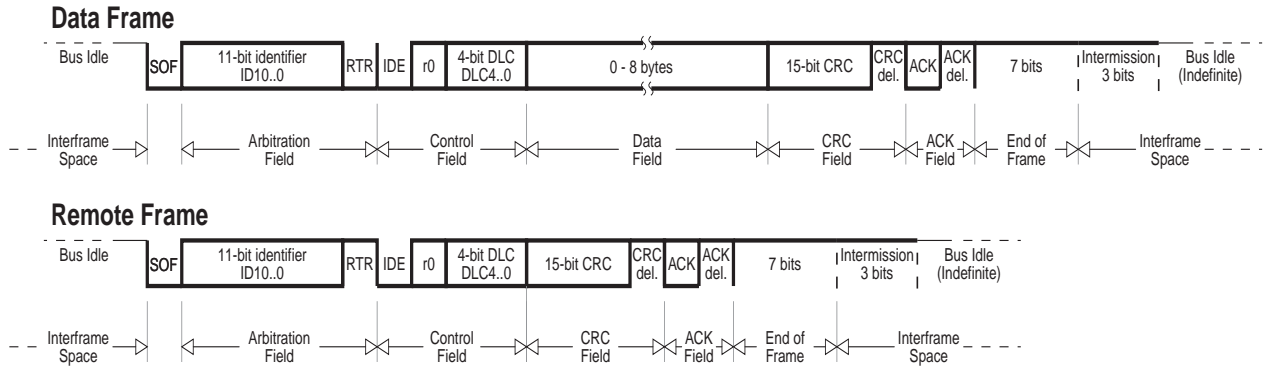 Data Frame
Bus Idle
SOF
11-bit identifier
ID10..0
RTR
IDE
r0
4-bit DLC
DLC4..0
0 - 8 bytes
15-bit CRC
CRC
del.
ACK
ACK
del.
7 bits
Intermission
3 bits
Bus Idle
(Indefinite)
Interframe
Space
Arbitration
Field
Control
Field
Data
Field
CRC
Field
ACK
Field
End of
Frame
Interframe
Space
Remote Frame
Bus Idle
SOF
11-bit identifier
ID10..0
RTR
IDE
r0
4-bit DLC
DLC4..0
15-bit CRC
CRC
del.
ACK
ACK
del.
7 bits
Intermission
3 bits
Bus Idle
(Indefinite)
Interframe
Space
Arbitration
Field
Control
Field
CRC
Field
ACK
Field
End of
Frame
Interframe
Space